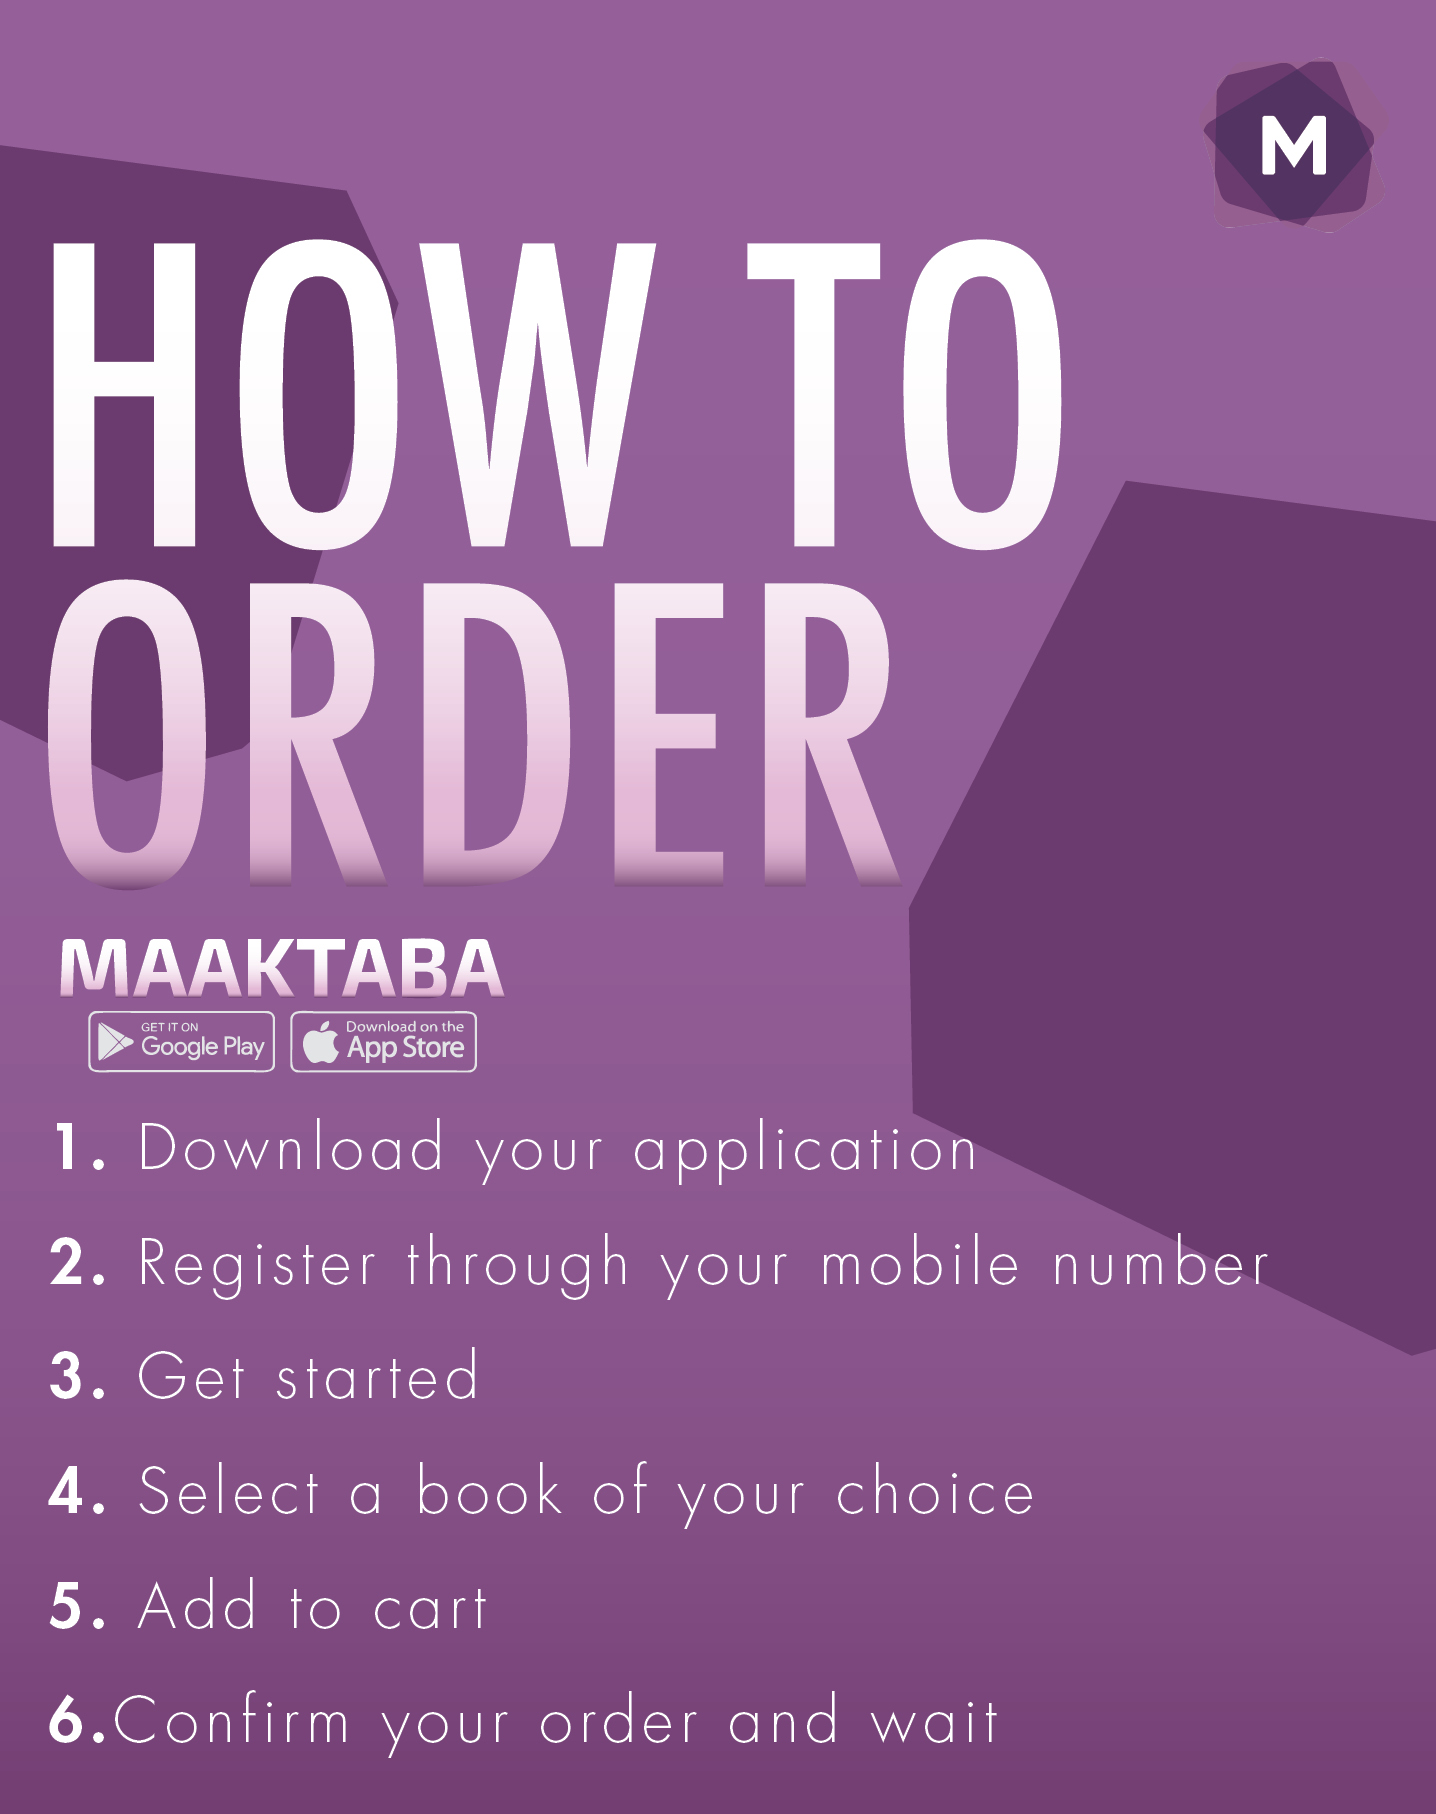 M
HOW TO
ORDER
MAAKTABA
GET IT ON
Google Play
Download on the
App Store
1. Download your application
2. Register through your mobile number
3. Get started
4. Select a book of your choice
5. Add to cart
6.Confirm your order and wait